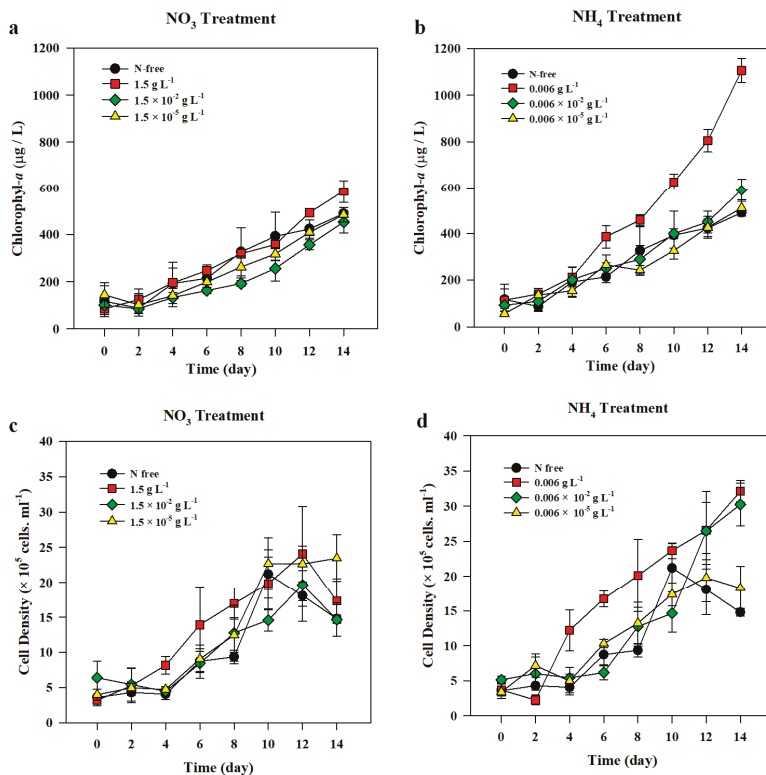 a
NO3 Treatment
1200
1000
800
600
400
200
0
Chlorophyl-a (µg / L)
N-free
1.5 g L-1
1.5 × 10-2 g L-1
1.5 × 10-5 g L-1
0 2 4 6 8 10 12 14
Time (day)
b
NH4 Treatment
1200
1000
800
600
400
200
0
Chlorophyl-a (µg / L)
N-free
0.006 g L-1
0.006 × 10-2 g L-1
0.006 × 10-5 g L-1
0 2 4 6 8 10 12 14
Time (day)
c
NO3 Treatment
40
35
30
25
20
15
10
5
0
Cell Density (× 10⁵ cells. ml-1)
N free
1.5 g L-1
1.5 × 10-2 g L-1
1.5 × 10-5 g L-1
0 2 4 6 8 10 12 14
Time (day)
d
NH4 Treatment
40
35
30
25
20
15
10
5
0
Cell Density (× 10⁵ cells. ml-1)
N free
0.006 g L-1
0.006 × 10-2 g L-1
0.006 × 10-5 g L-1
0 2 4 6 8 10 12 14
Time (day)